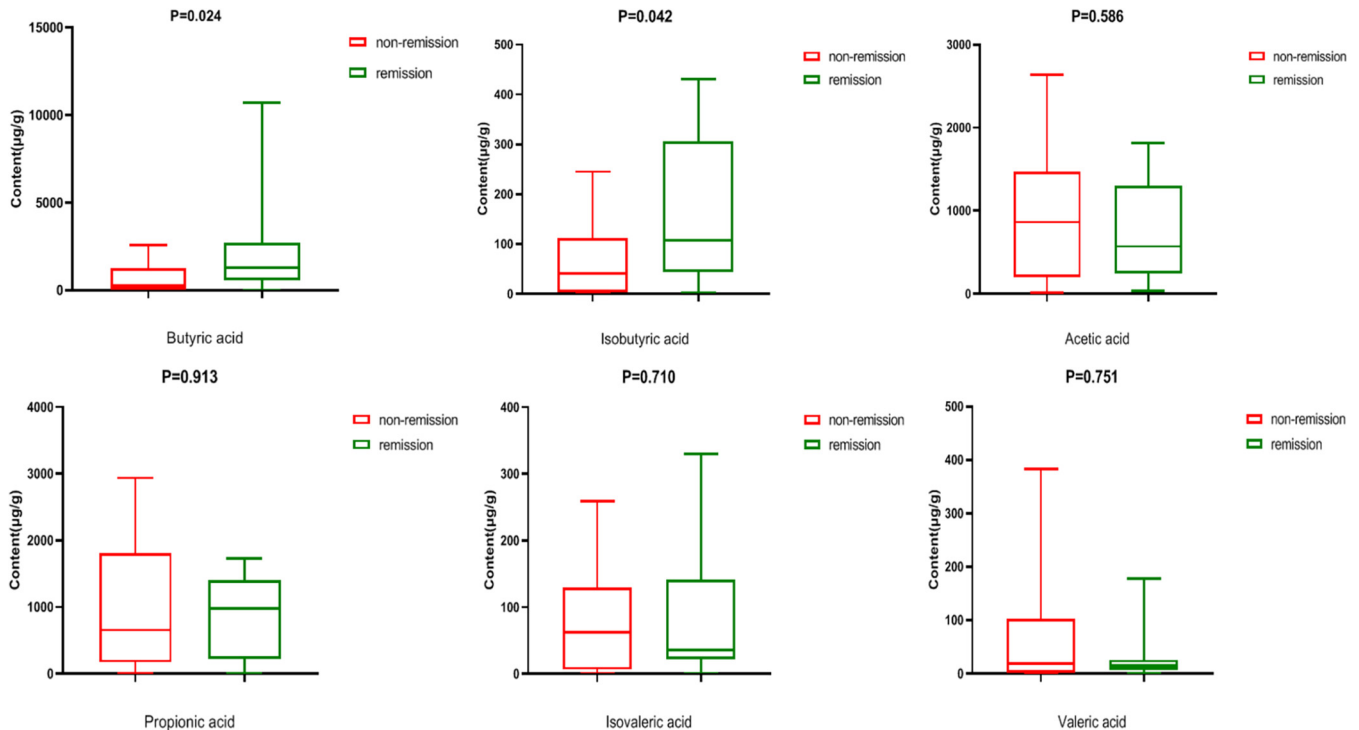 P=0.024
15000
10000
5000
0
Content(µg/g)
non-remission
remission
Butyric acid
P=0.042
500
400
300
200
100
0
Content(µg/g)
non-remission
remission
Isobutyric acid
P=0.586
3000
2000
1000
0
Content(µg/g)
non-remission
remission
Acetic acid
P=0.913
4000
3000
2000
1000
0
Content(µg/g)
non-remission
remission
Propionic acid
P=0.710
400
300
200
100
0
Content(µg/g)
non-remission
remission
Isovaleric acid
P=0.751
500
400
300
200
100
0
Content(µg/g)
non-remission
remission
Valeric acid